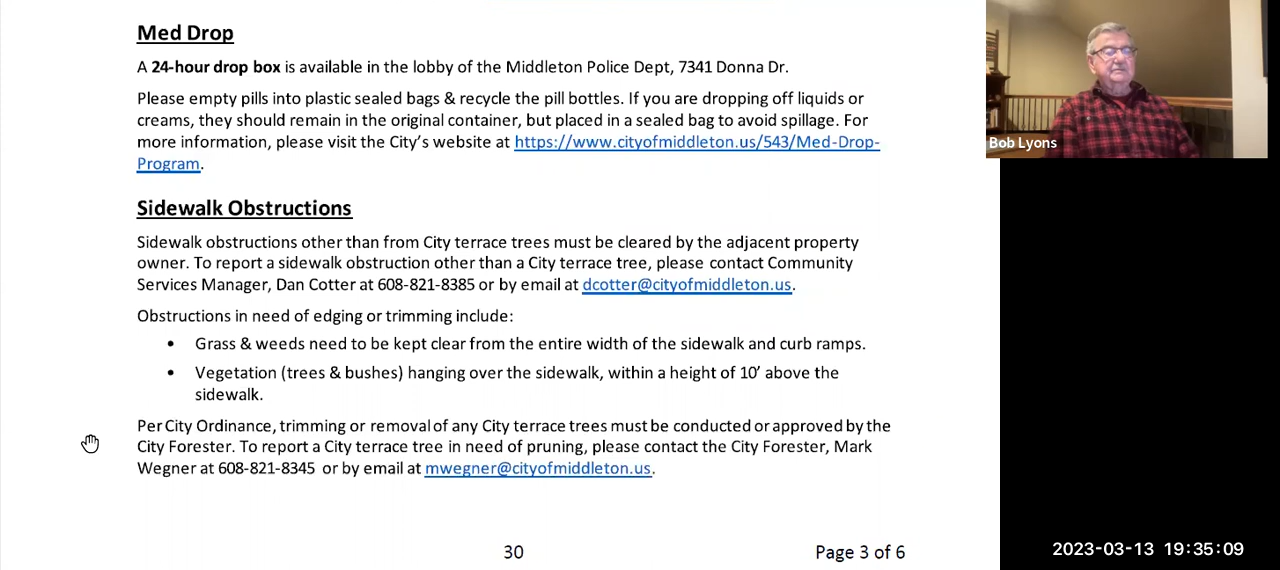 Med Drop
A 24-hour drop box is available in the lobby of the Middleton Police Dept, 7341 Donna Dr.
Please empty pills into plastic sealed bags & recycle the pill bottles. If you are dropping off liquids or
creams, they should remain in the original container, but placed in a sealed bag to avoid spillage. For
more information, please visit the City's website at https://www.cityofmiddleton.us/543/Med-Drop-
Program.
Sidewalk Obstructions
Sidewalk obstructions other than from City terrace trees must be cleared by the adjacent property
owner. To report a sidewalk obstruction other than a City terrace tree, please contact Community
Services Manager, Dan Cotter at 608-821-8385 or by email at dcotter@cityofmiddleton.us.
Obstructions in need of edging or trimming include:
• Grass & weeds need to be kept clear from the entire width of the sidewalk and curb ramps.
• Vegetation (trees & bushes) hanging over the sidewalk, within a height of 10' above the
sidewalk.
Per City Ordinance, trimming or removal of any City terrace trees must be conducted or approved by the
City Forester. To report a City terrace tree in need of pruning, please contact the City Forester, Mark
Wegner at 608-821-8345 or by email at mwegner@cityofmiddleton.us.
30
Page 3 of 6
Bob Lyons
2023-03-13 19:35:09